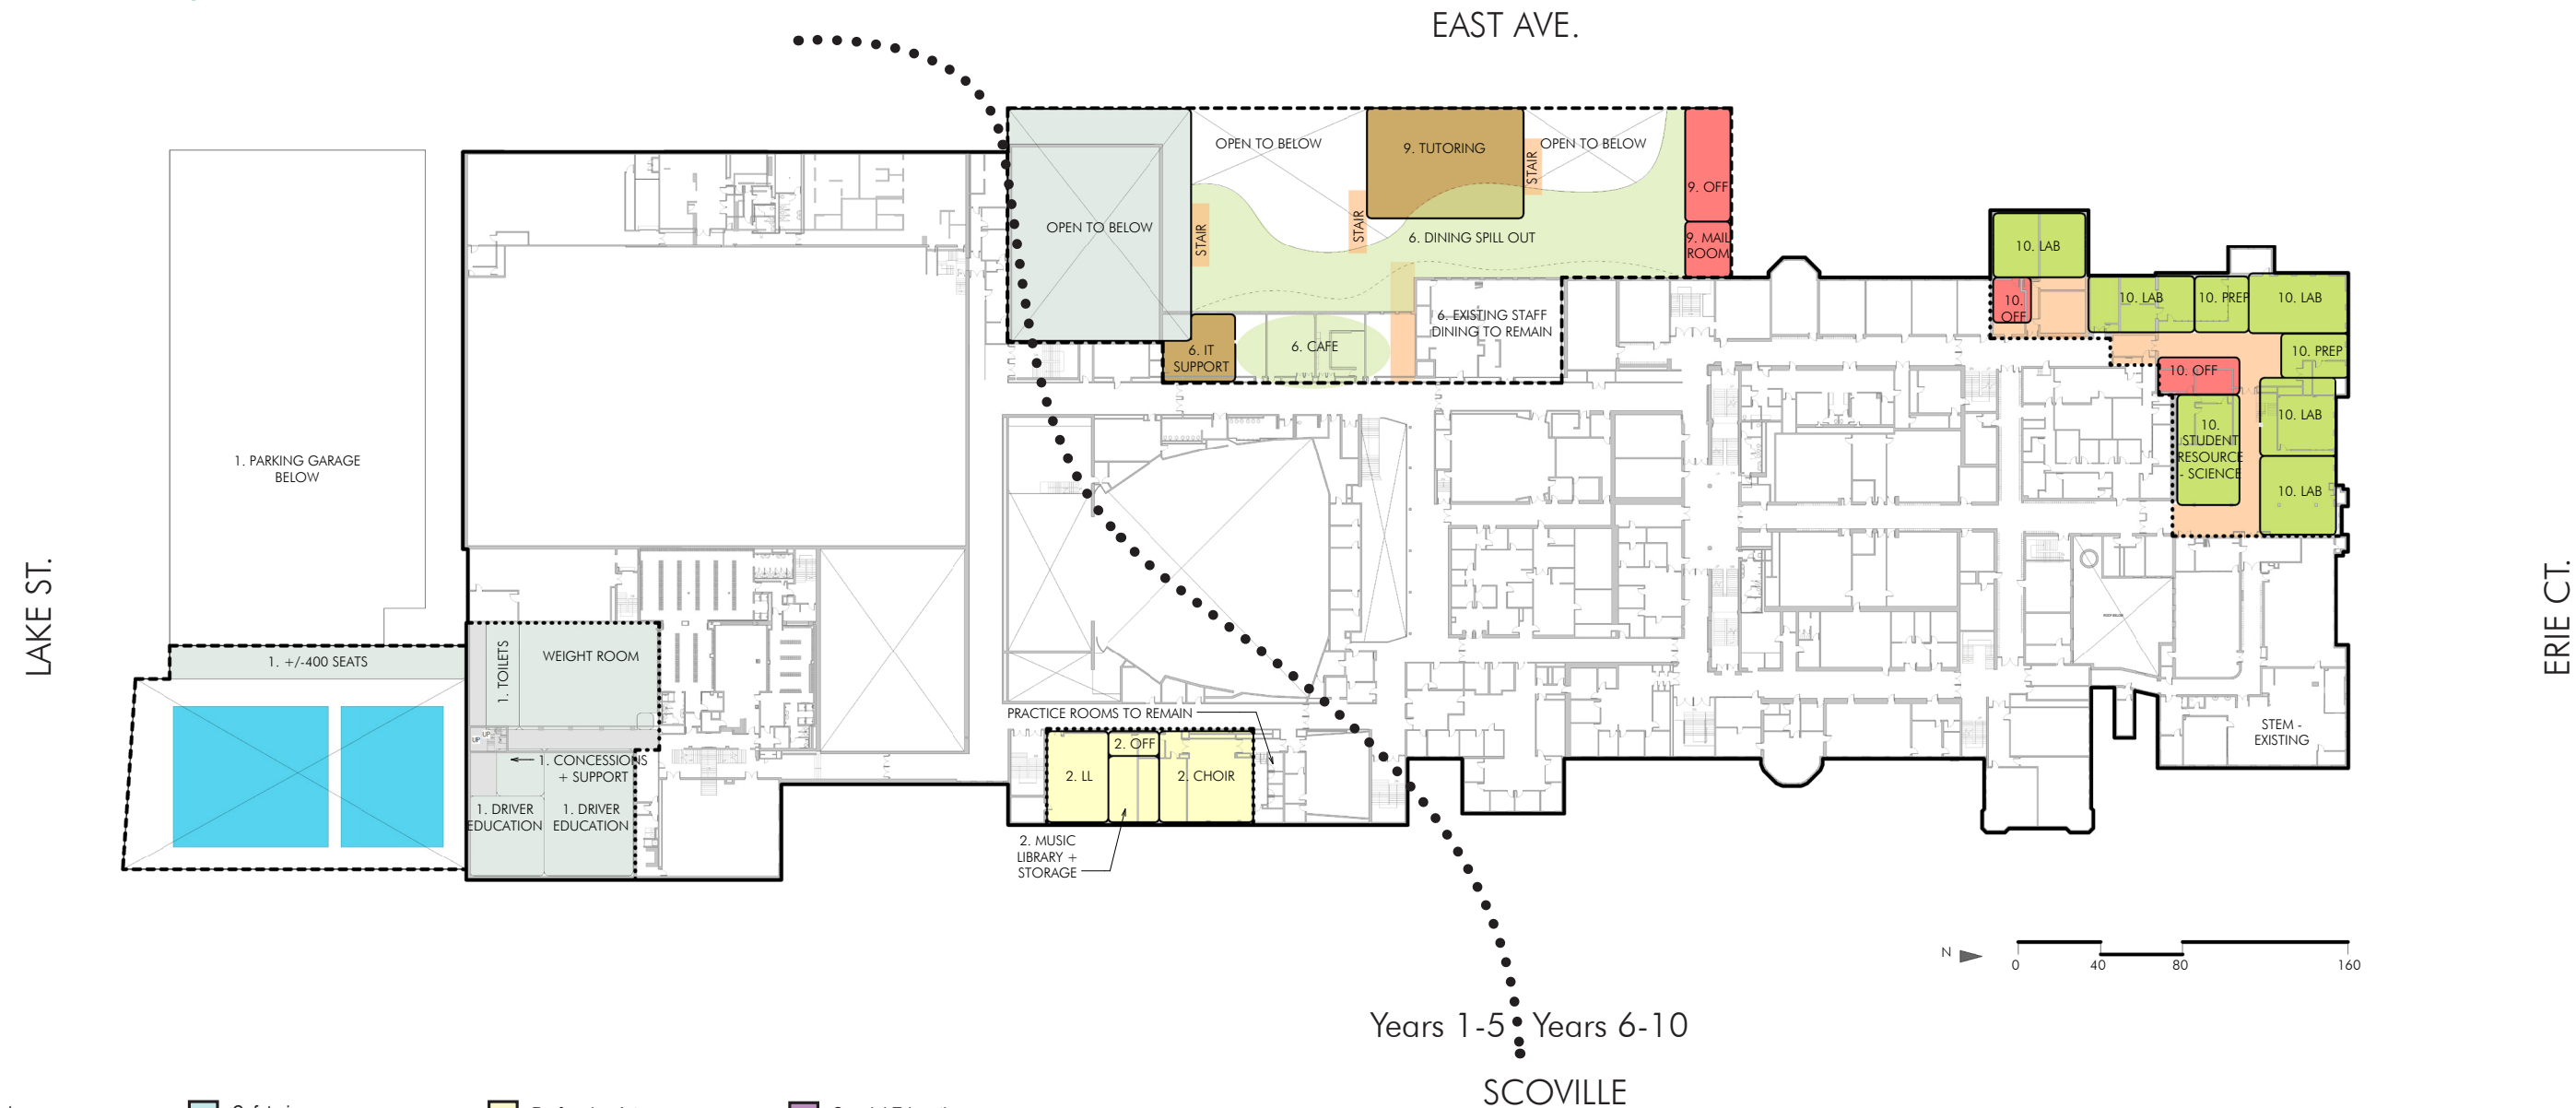 EAST AVE.
OPEN TO BELOW
9. TUTORING
OPEN TO BELOW
STAIR
9. OFF
OPEN TO BELOW
STAIR
STAIR
6. DINING SPILL OUT
9. MAIL
ROOM
10. LAB
10.
OFF
10. LAB
10. PREP
10. LAB
6. EXISTING STAFF
DINING TO REMAIN
6. IT
SUPPORT
6. CAFE
10. PREP
10. OFF
10. LAB
10.
STUDENT
RESOURCE
- SCIENCE
10. LAB
1. PARKING GARAGE
BELOW
LAKE ST.
ERIE CT.
1. +/-400 SEATS
1. TOILETS
WEIGHT ROOM
UP
UP
1. CONCESSIONS
+ SUPPORT
1. DRIVER
EDUCATION
1. DRIVER
EDUCATION
PRACTICE ROOMS TO REMAIN
2. OFF
2. LL
2. CHOIR
2. MUSIC
LIBRARY +
STORAGE
STEM -
EXISTING
N
0
40
80
160
Years 1-5
Years 6-10
SCOVILLE